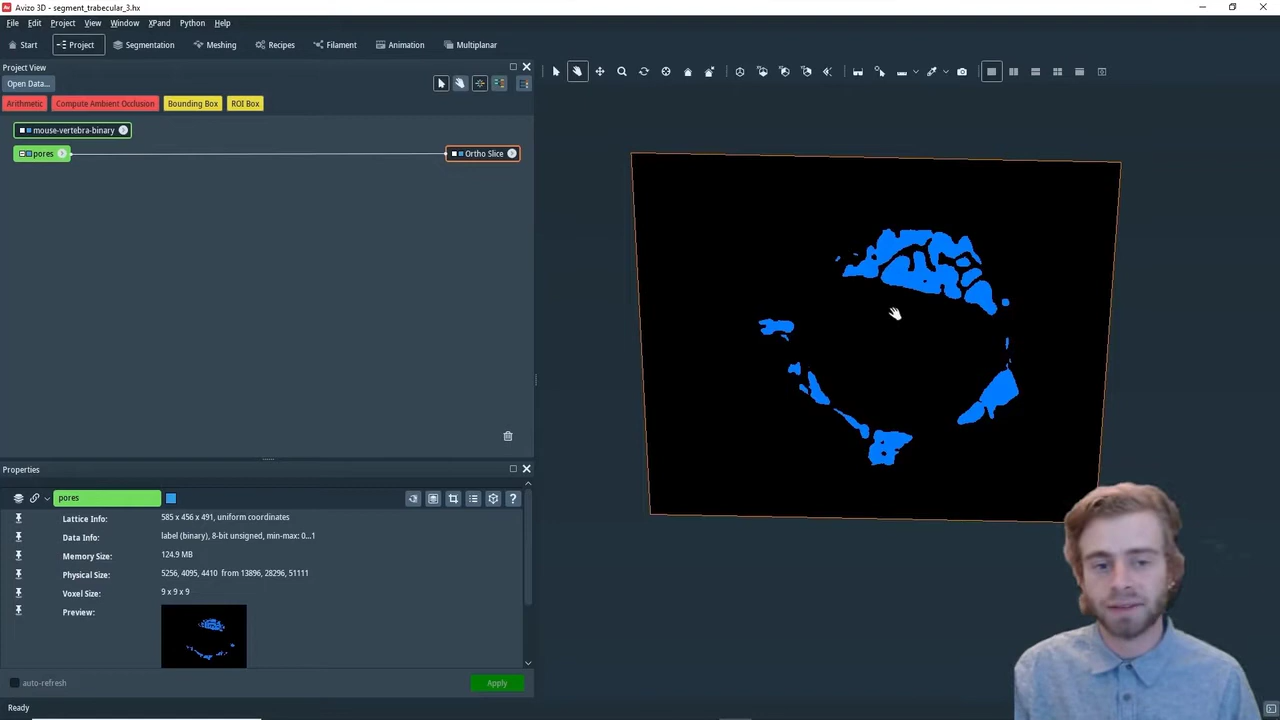 Avizo 3D - segment_trabecular_3.hx
File Edit Project View Window XPand Python Help
Start Project Segmentation Meshing Recipes Filament Animation Multiplanar
Project View
Open Data...
Arithmetic Compute Ambient Occlusion Bounding Box ROI Box
mouse-vertebra-binary
pores Ortho Slice
Properties
pores
Lattice Info: 585 x 456 x 491, uniform coordinates
Data Info: label (binary), 8-bit unsigned, min-max: 0...1
Memory Size: 124.9 MB
Physical Size: 5256, 4095, 4410 from 13896, 28296, 51111
Voxel Size: 9 x 9 x 9
Preview:
auto-refresh Apply
Ready